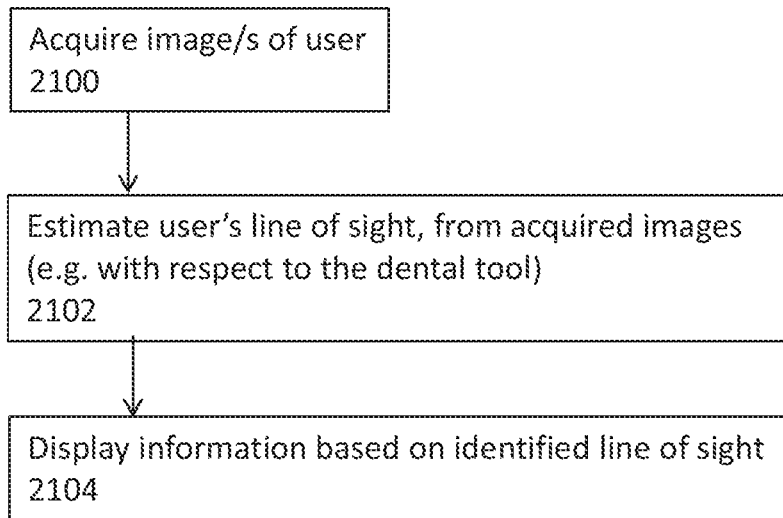 Acquire image/s of user
2100
Estimate user's line of sight, from acquired images
(e.g. with respect to the dental tool)
2102
Display information based on identified line of sight
2104